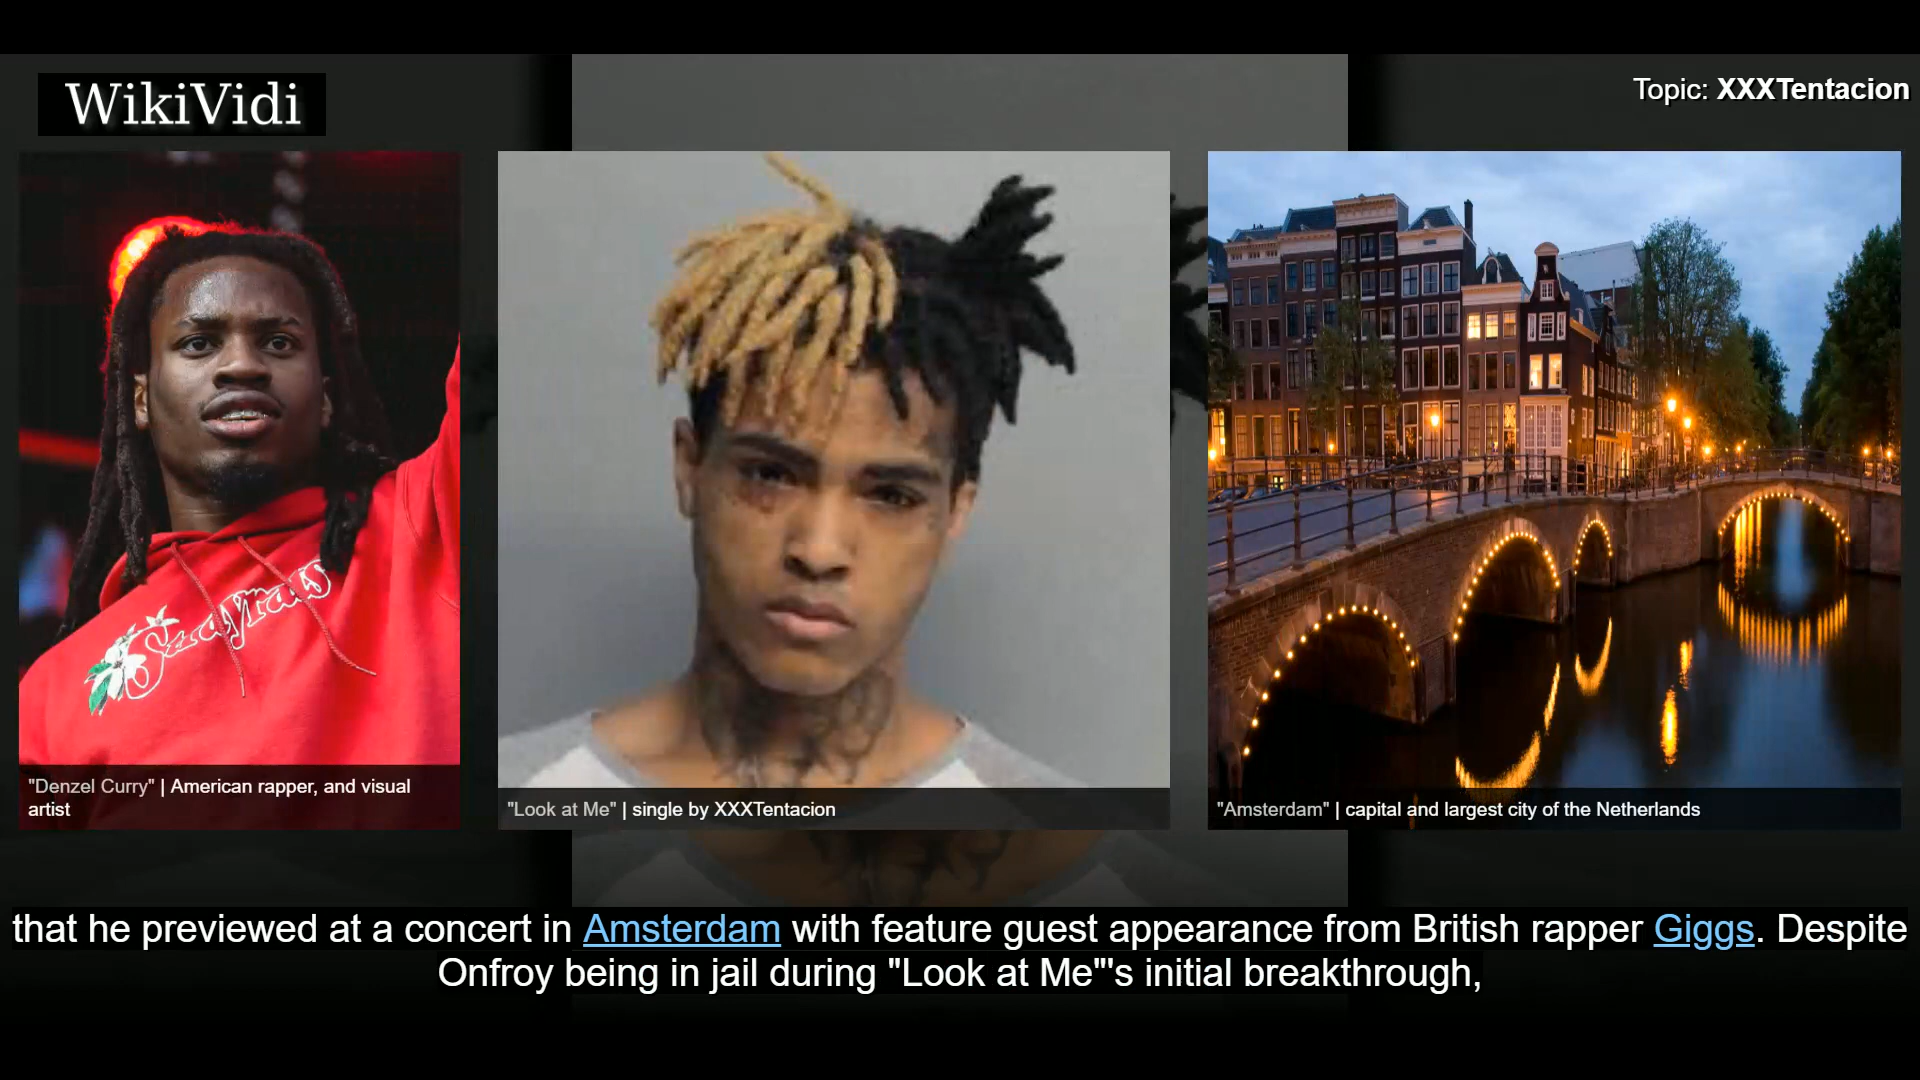 WikiVidi
Topic: XXXTentacion
"Denzel Curry" | American rapper, and visual
artist
"Look at Me" | single by XXXTentacion
"Amsterdam" | capital and largest city of the Netherlands
that he previewed at a concert in Amsterdam with feature guest appearance from British rapper Giggs. Despite
Onfroy being in jail during "Look at Me"'s initial breakthrough,